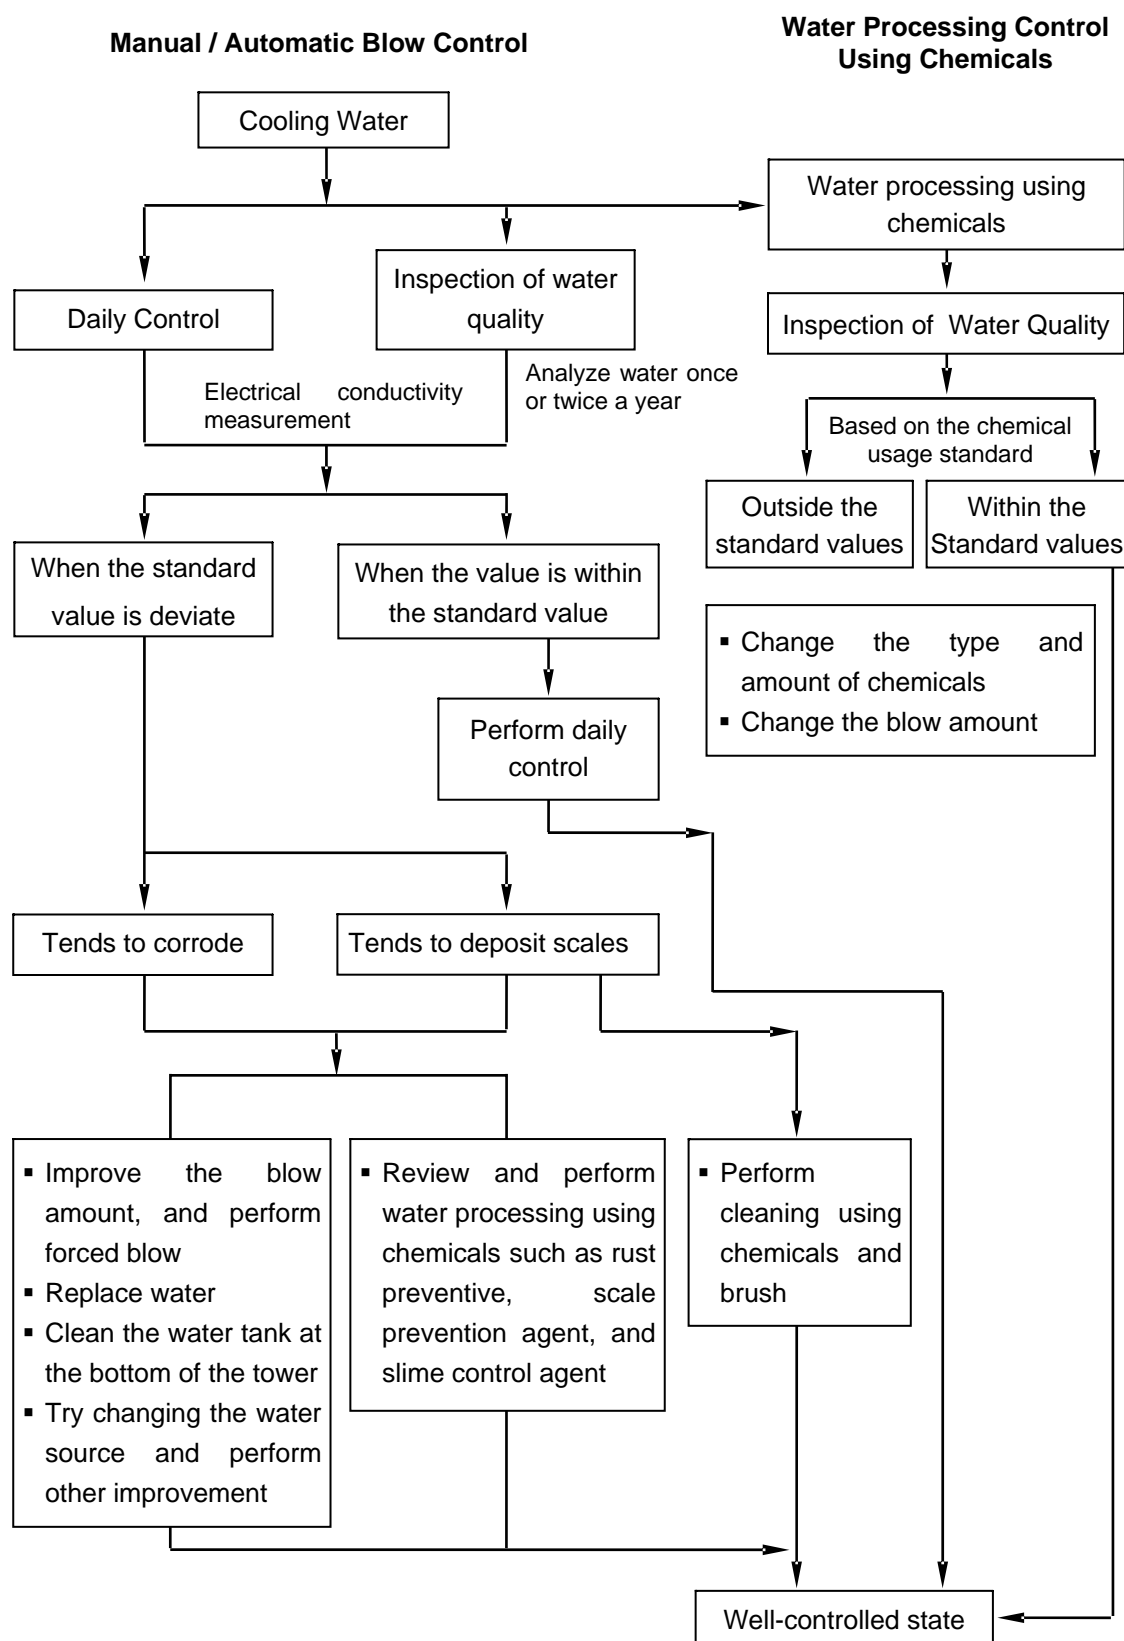 Manual / Automatic Blow Control
Water Processing Control
Using Chemicals
Cooling Water
Water processing using
chemicals
Daily Control
Inspection of water
quality
Inspection of Water Quality
Electrical conductivity
measurement
Analyze water once
or twice a year
Based on the chemical
usage standard
Outside the
standard values
Within the
Standard values
When the standard
value is deviate
When the value is within
the standard value
▪ Change the type and
amount of chemicals
▪ Change the blow amount
Perform daily
control
Tends to corrode
Tends to deposit scales
▪ Improve the blow
amount, and perform
forced blow
▪ Replace water
▪ Clean the water tank at
the bottom of the tower
▪ Try changing the water
source and perform
other improvement
▪ Review and perform
water processing using
chemicals such as rust
preventive, scale
prevention agent, and
slime control agent
▪ Perform
cleaning using
chemicals and
brush
Well-controlled state